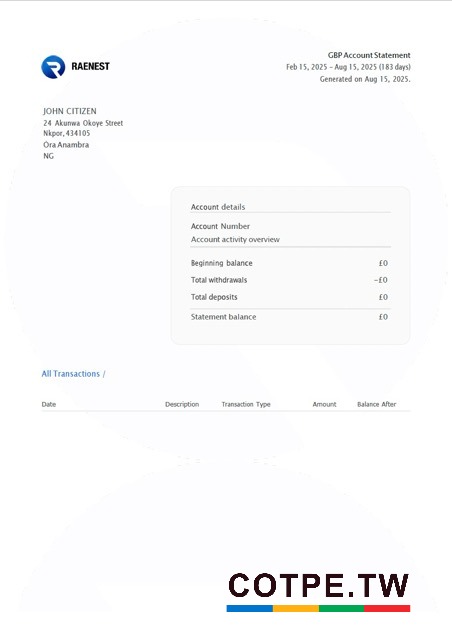 RAENEST
GBP Account Statement
Feb 15, 2025 – Aug 15, 2025 (183 days)
Generated on Aug 15, 2025.
JOHN CITIZEN
24 Akunwa Okoye Street
Nkpor,434105
Ora Anambra
NG
Account details
Account Number
Account activity overview
Beginning balance £0
Total withdrawals –£0
Total deposits £0
Statement balance £0
All Transactions /
Date Description Transaction Type Amount Balance After
COTPE.TW